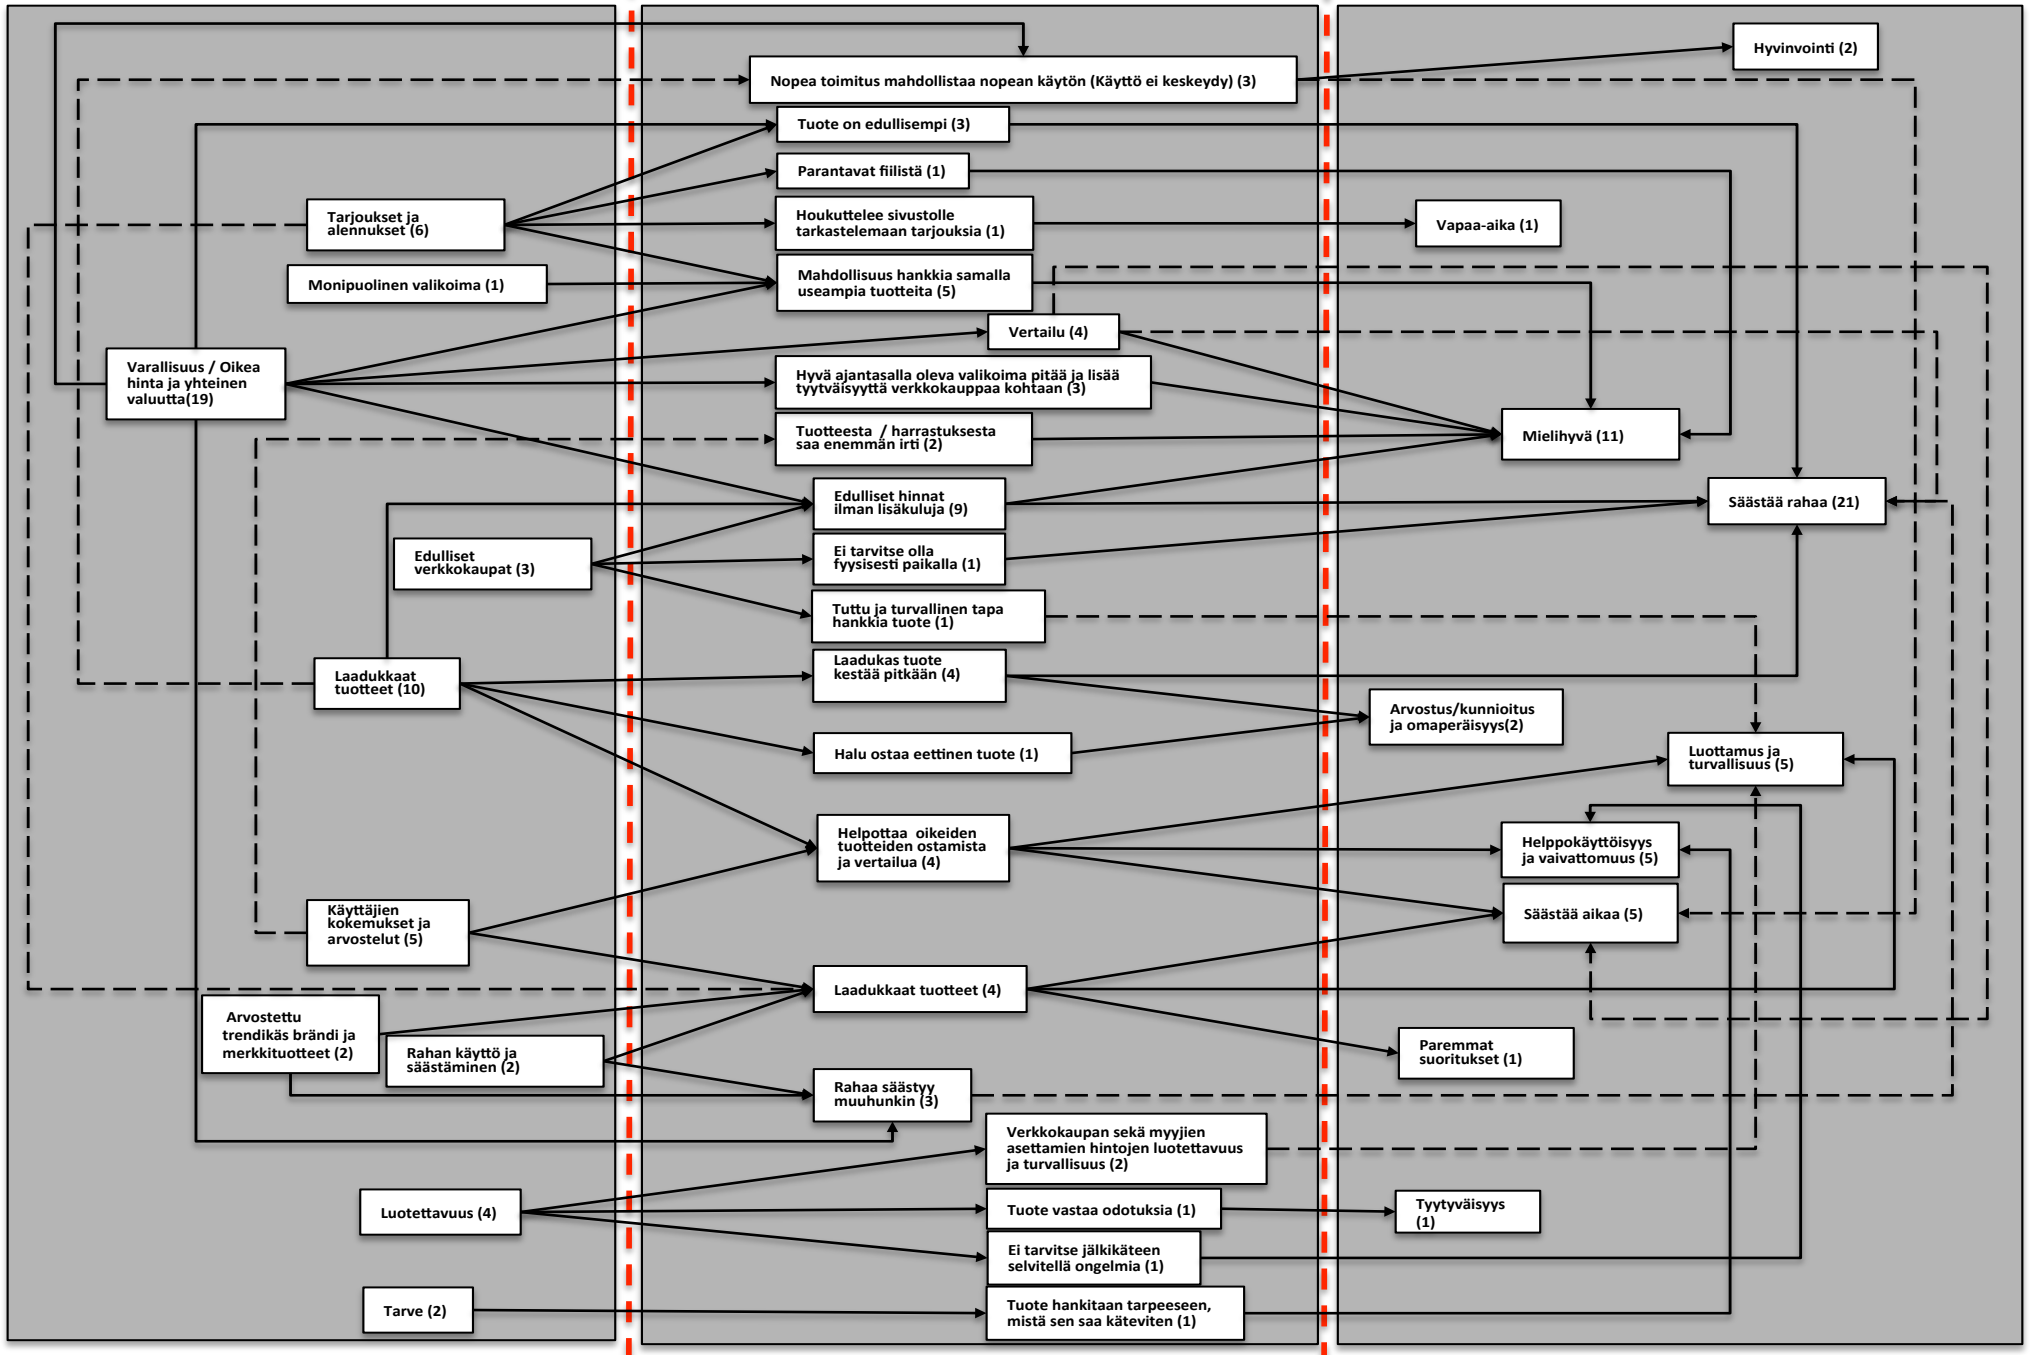 Tarjoukset ja
alennukset (6)
Monipuolinen valikoima (1)
Varallisuus / Oikea
hinta ja yhteinen
valuutta(19)
Edulliset
verkkokaupat (3)
Laadukkaat
tuotteet (10)
Käyttäjien
kokemukset ja
arvostelut (5)
Arvostettu
trendikäs brändi ja
merkkituotteet (2)
Rahan käyttö ja
säästäminen (2)
Luotettavuus (4)
Tarve (2)
Nopea toimitus mahdollistaa nopean käytön (Käyttö ei keskeydy) (3)
Tuote on edullisempi (3)
Parantavat fiilistä (1)
Houkuttelee sivustolle
tarkastelemaan tarjouksia (1)
Mahdollisuus hankkia samalla
useampia tuotteita (5)
Vertailu (4)
Hyvä ajantasalla oleva valikoima pitää ja lisää
tyytväisyyttä verkkokauppaa kohtaan (3)
Tuotteesta / harrastuksesta
saa enemmän irti (2)
Edulliset hinnat
ilman lisäkuluja (9)
Ei tarvitse olla
fyysisesti paikalla (1)
Tuttu ja turvallinen tapa
hankkia tuote (1)
Laadukas tuote
kestää pitkään (4)
Halu ostaa eettinen tuote (1)
Helpottaa oikeiden
tuotteiden ostamista
ja vertailua (4)
Laadukkaat tuotteet (4)
Rahaa säästyy
muuhunkin (3)
Verkkokaupan sekä myyjien
asettamien hintojen luotettavuus
ja turvallisuus (2)
Tuote vastaa odotuksia (1)
Ei tarvitse jälkikäteen
selvitellä ongelmia (1)
Tuote hankitaan tarpeeseen,
mistä sen saa käteviten (1)
Hyvinvointi (2)
Vapaa-aika (1)
Mielihyvä (11)
Säästää rahaa (21)
Arvostus/kunnioitus
ja omaperäisyys(2)
Luottamus ja
turvallisuus (5)
Helppokäyttöisyys
ja vaivattomuus (5)
Säästää aikaa (5)
Paremmat
suoritukset (1)
Tyytyväisyys
(1)